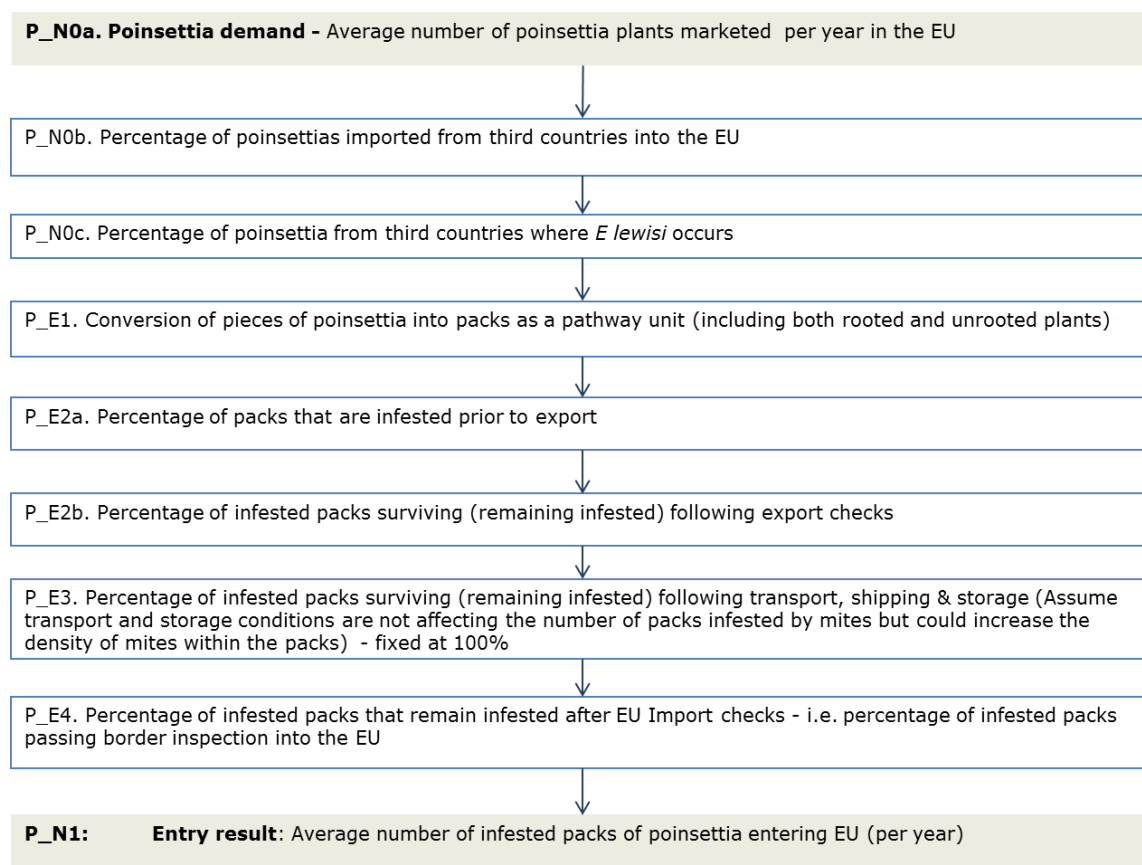 P_N0a. Poinsettia demand - Average number of poinsettia plants marketed per year in the EU
P_N0b. Percentage of poinsettias imported from third countries into the EU
P_N0c. Percentage of poinsettia from third countries where E lewisi occurs
P_E1. Conversion of pieces of poinsettia into packs as a pathway unit (including both rooted and unrooted plants)
P_E2a. Percentage of packs that are infested prior to export
P_E2b. Percentage of infested packs surviving (remaining infested) following export checks
P_E3. Percentage of infested packs surviving (remaining infested) following transport, shipping & storage (Assume
transport and storage conditions are not affecting the number of packs infested by mites but could increase the
density of mites within the packs) - fixed at 100%
P_E4. Percentage of infested packs that remain infested after EU Import checks - i.e. percentage of infested packs
passing border inspection into the EU
P_N1: Entry result: Average number of infested packs of poinsettia entering EU (per year)